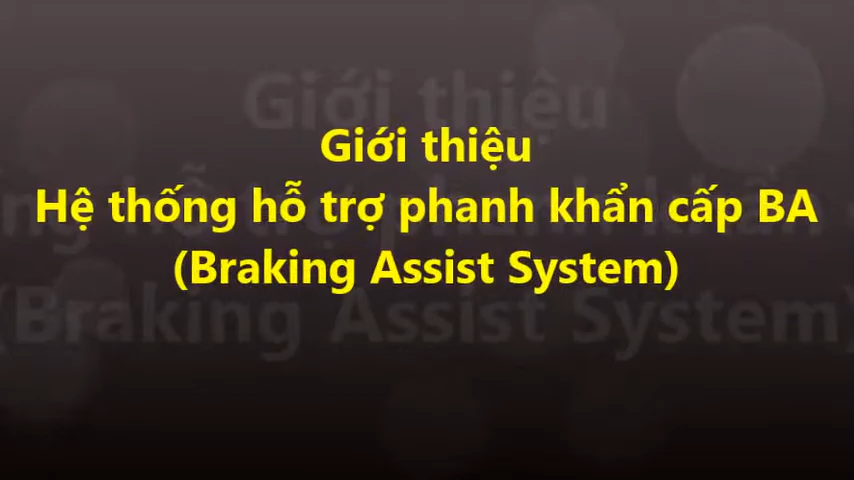 Giới thiệu
Hệ thống hỗ trợ phanh khẩn cấp BA
(Braking Assist System)